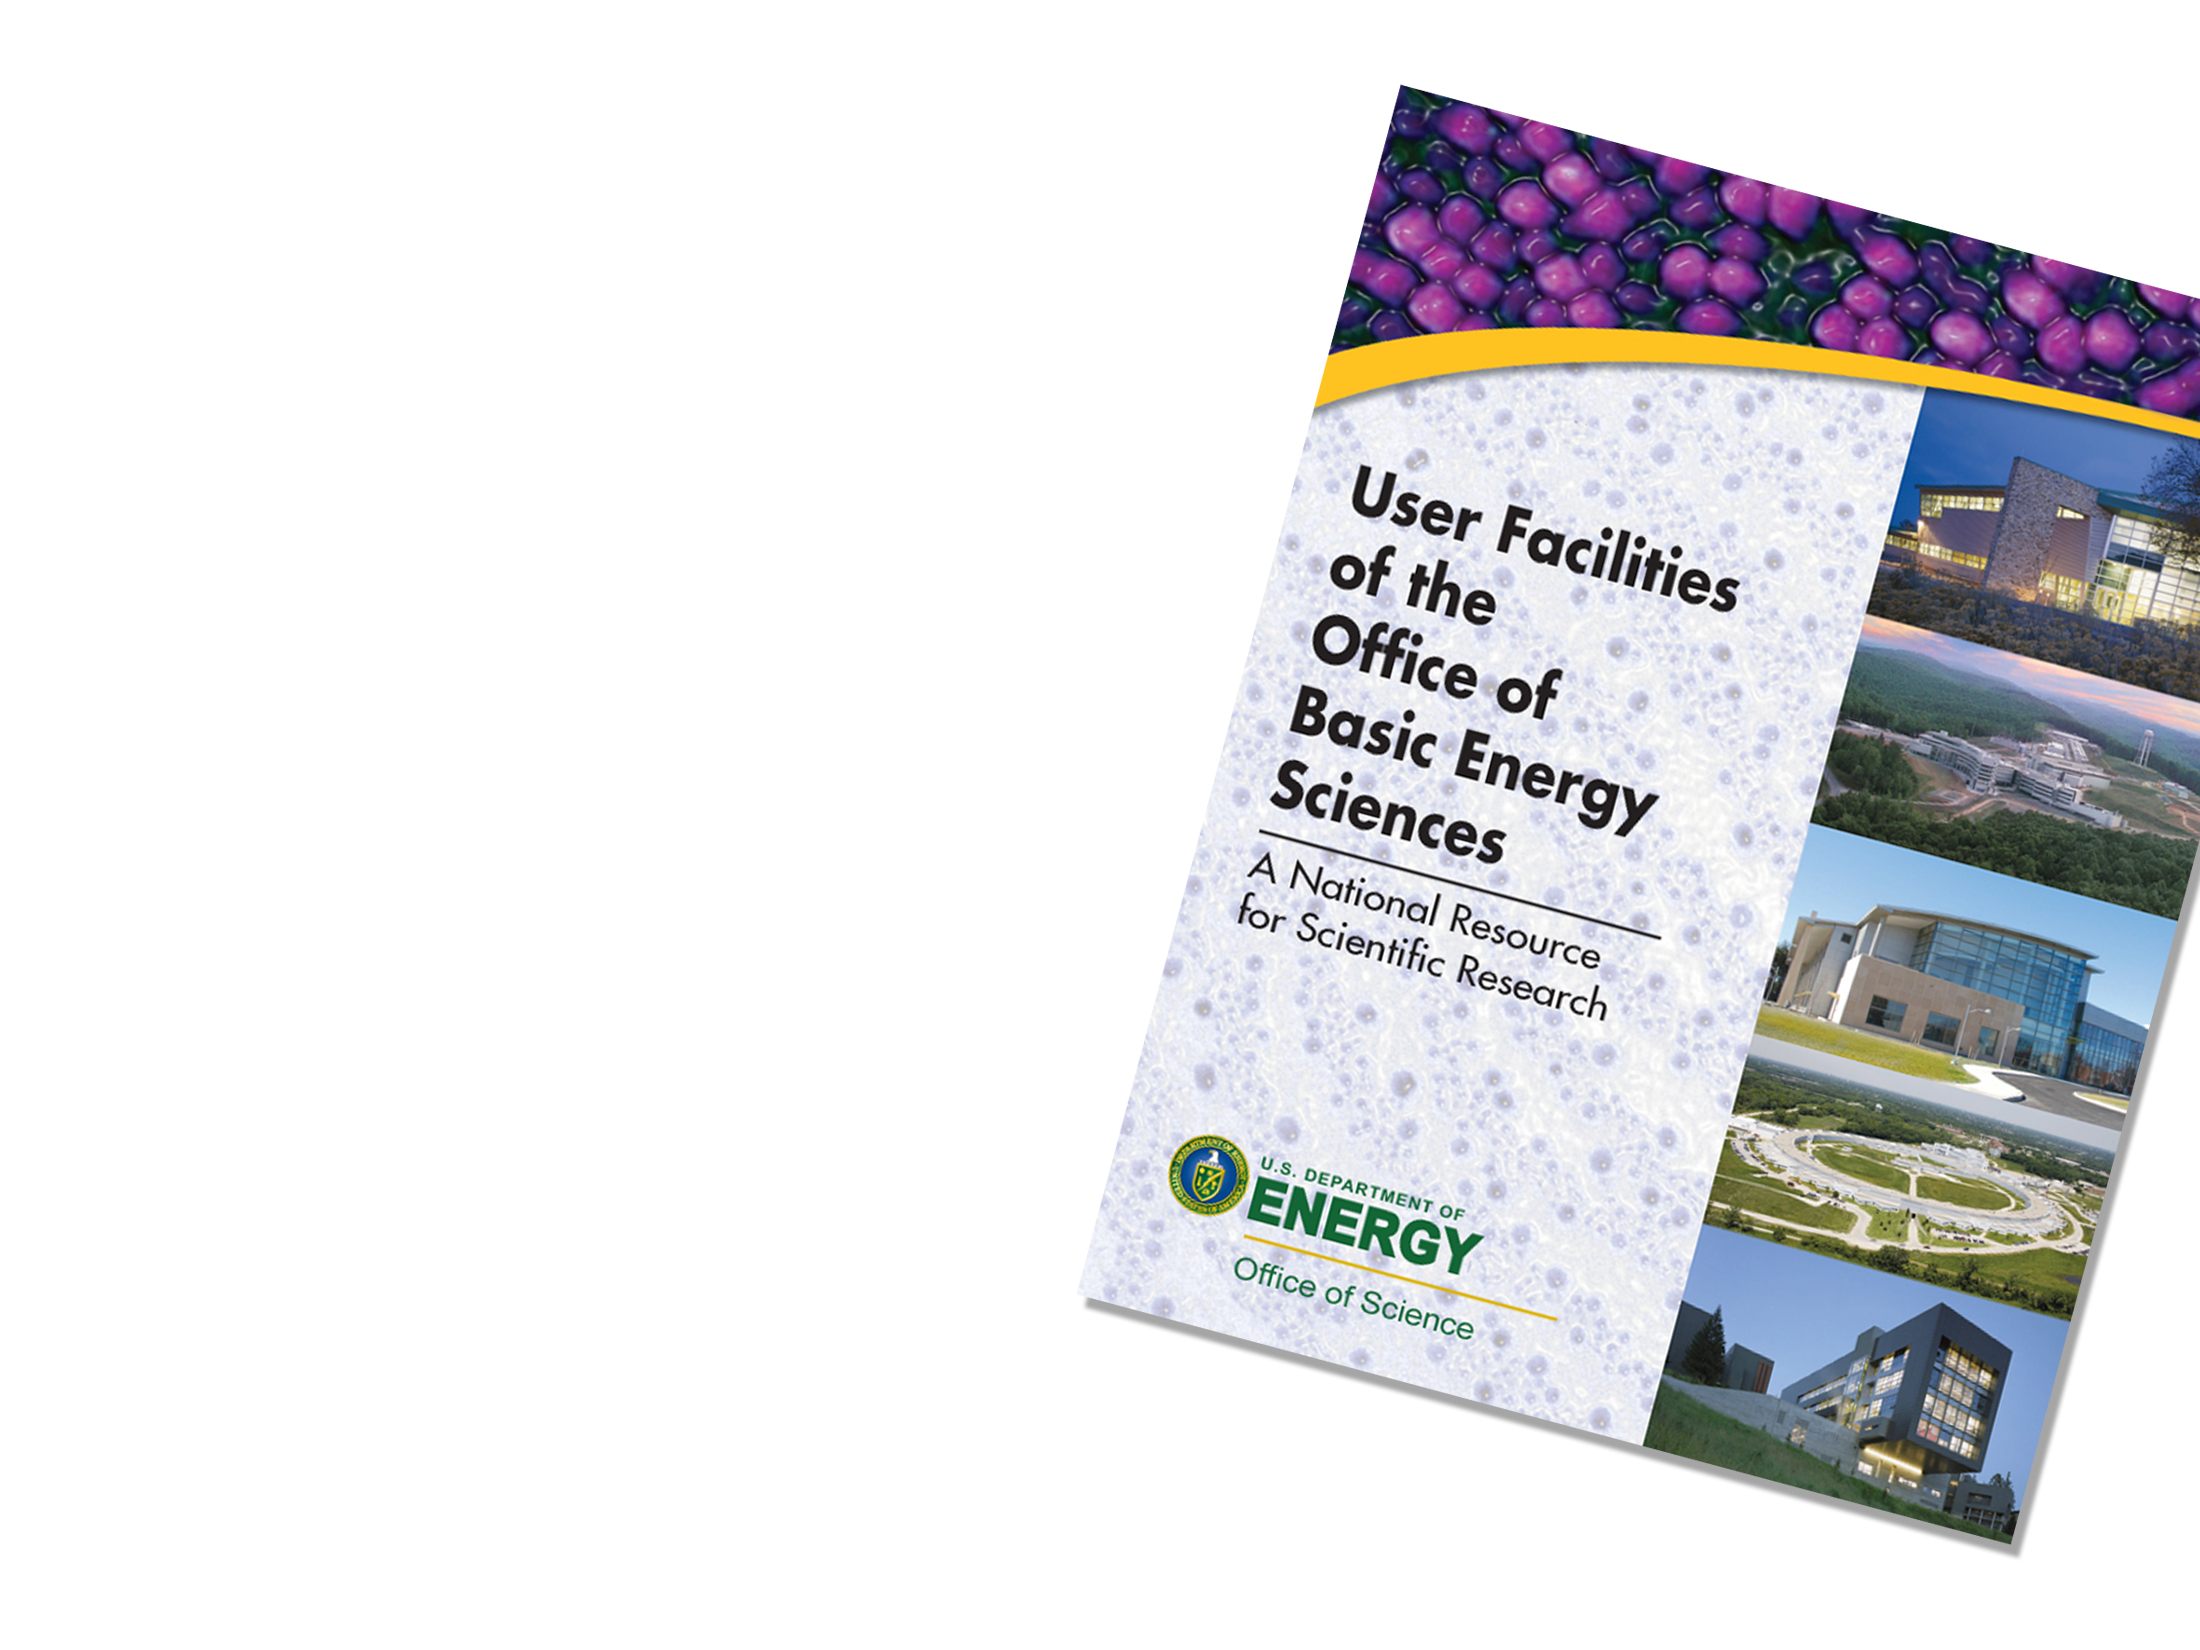 User Facilities
of the
Office of
Basic Energy
Sciences
A National Resource
for Scientific Research
U.S. DEPARTMENT OF
ENERGY
Office of Science